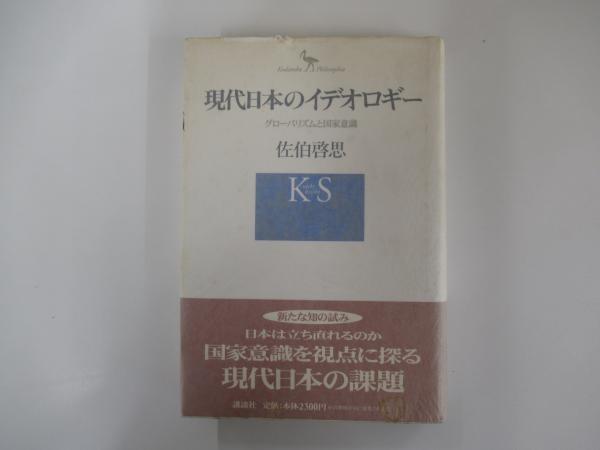 Kodansha Philosophia
現代日本のイデオロギー
グローバリズムと国家意識
佐伯啓思
K S
新たな知の試み
日本は立ち直れるのか
国家意識を視点に探る
現代日本の課題
講談社 定価:本体2300円